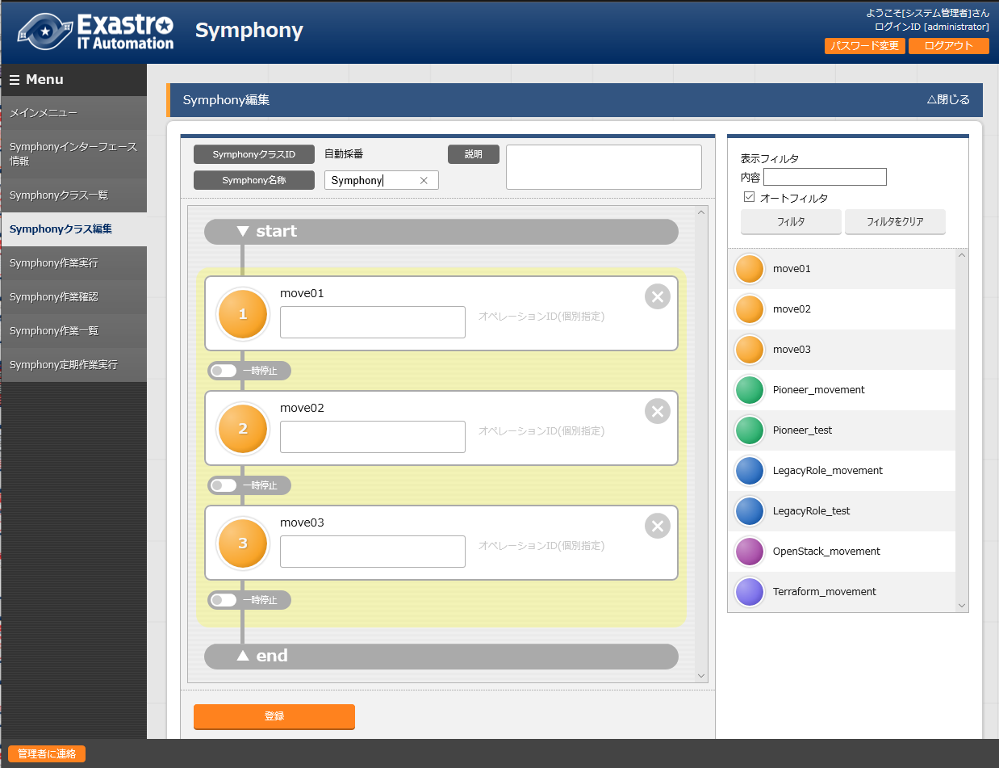 Exastro
IT Automation
Symphony
ようこそ[システム管理者]さん
ログインID [administrator]
パスワード変更
ログアウト
Menu
メインメニュー
Symphonyインターフェース
情報
Symphonyクラス一覧
Symphonyクラス編集
Symphony作業実行
Symphony作業確認
Symphony作業一覧
Symphony定期作業実行
Symphony編集
△閉じる
SymphonyクラスID
自動採番
説明
Symphony名称
Symphony
▼ start
1
move01
オペレーションID(個別指定)
一時停止
2
move02
オペレーションID(個別指定)
一時停止
3
move03
オペレーションID(個別指定)
一時停止
▲ end
登録
表示フィルタ
内容
オートフィルタ
フィルタ
フィルタをクリア
move01
move02
move03
Pioneer_movement
Pioneer_test
LegacyRole_movement
LegacyRole_test
OpenStack_movement
Terraform_movement
管理者に連絡